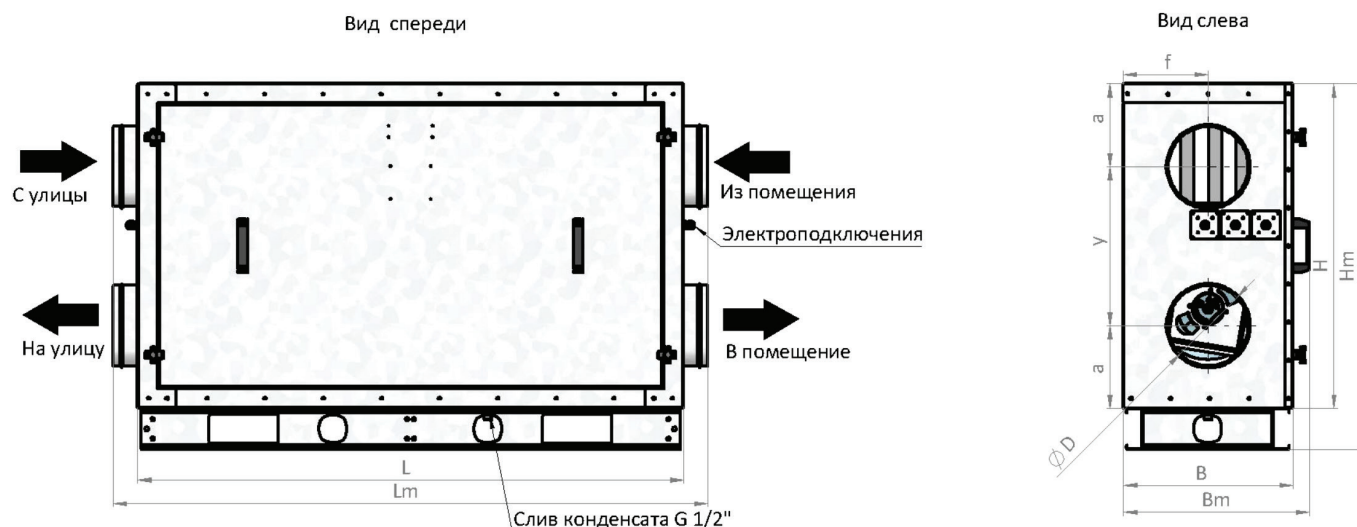 Вид спереди
Вид слева
f
a
С улицы
Из помещения
y
Электроподключения
H
Hm
На улицу
В помещение
a
ØD
L
B
Lm
Bm
Слив конденсата G 1/2"